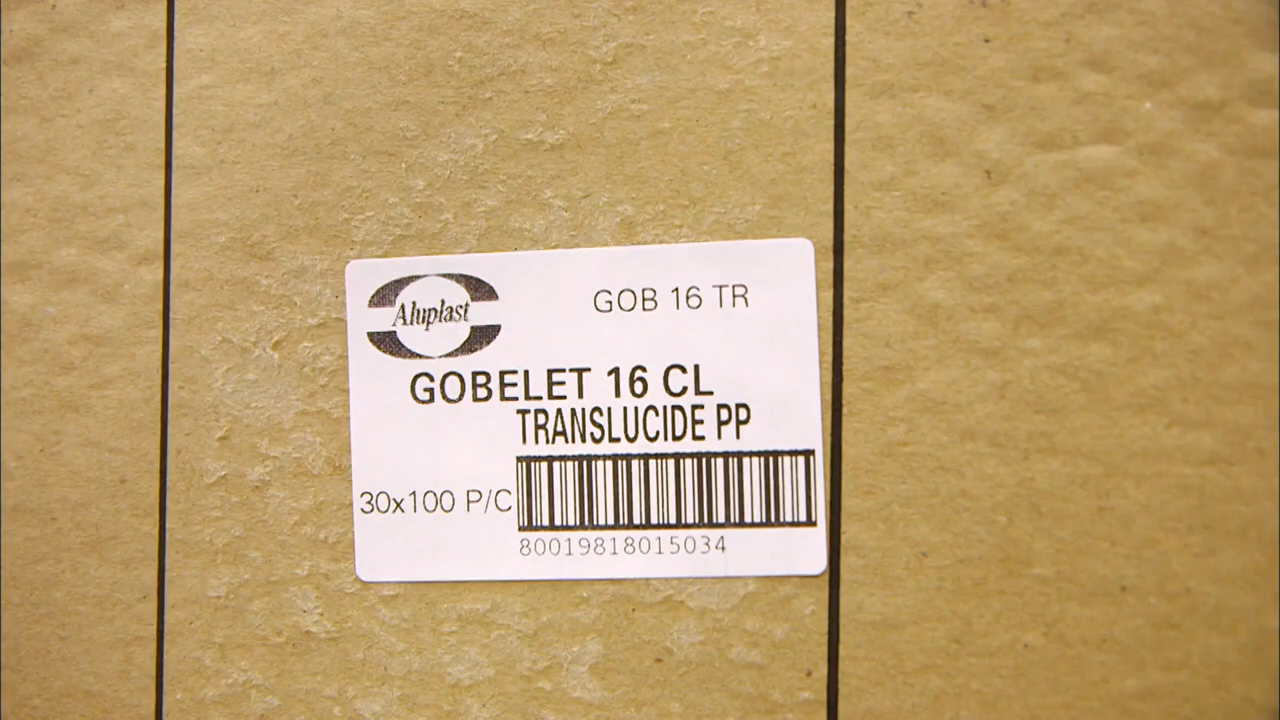 Aluplast
GOB 16 TR
GOBELET 16 CL
TRANSLUCIDE PP
30x100 P/C
80019818015034